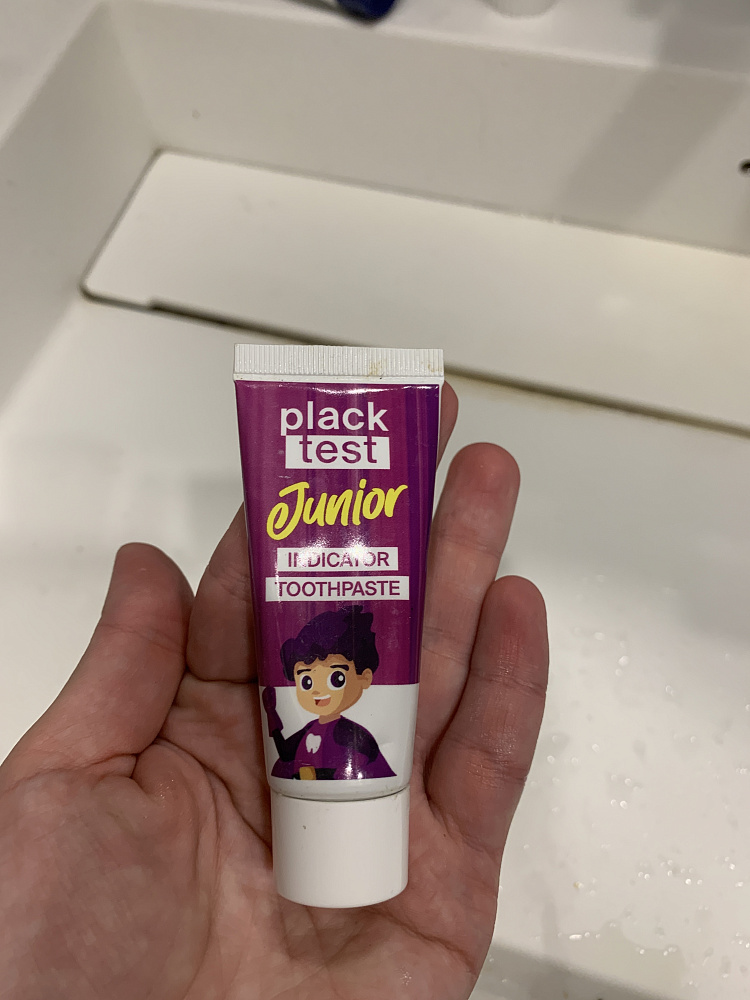 plack
test
Junior
INDICATOR
TOOTHPASTE